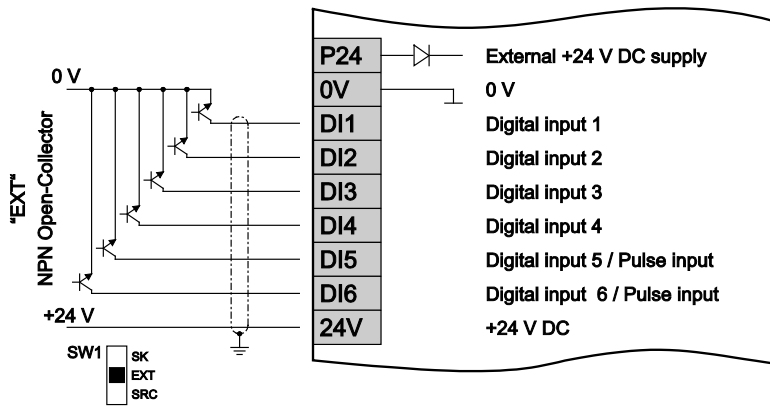 P24 External +24 V DC supply
0 V 0V 0 V
DI1 Digital input 1
DI2 Digital input 2
DI3 Digital input 3
DI4 Digital input 4
DI5 Digital input 5 / Pulse input
DI6 Digital input 6 / Pulse input
+24 V 24V +24 V DC
"EXT"
NPN Open-Collector
SW1 SK
EXT
SRC